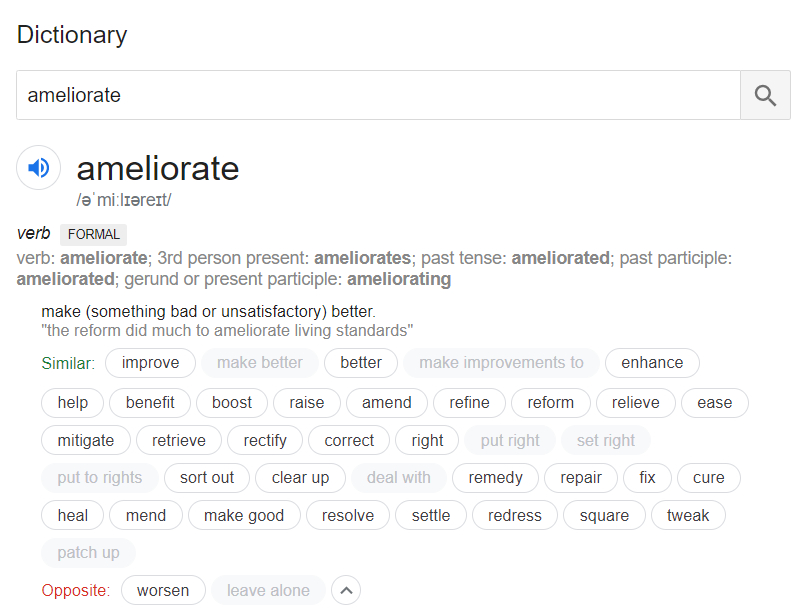 Dictionary
ameliorate
ameliorate
/əˈmiːlɪəreɪt/
verb FORMAL
verb: ameliorate; 3rd person present: ameliorates; past tense: ameliorated; past participle:
ameliorated; gerund or present participle: ameliorating
make (something bad or unsatisfactory) better.
"the reform did much to ameliorate living standards"
Similar: improve make better better make improvements to enhance
help benefit boost raise amend refine reform relieve ease
mitigate retrieve rectify correct right put right set right
put to rights sort out clear up deal with remedy repair fix cure
heal mend make good resolve settle redress square tweak
patch up
Opposite: worsen leave alone